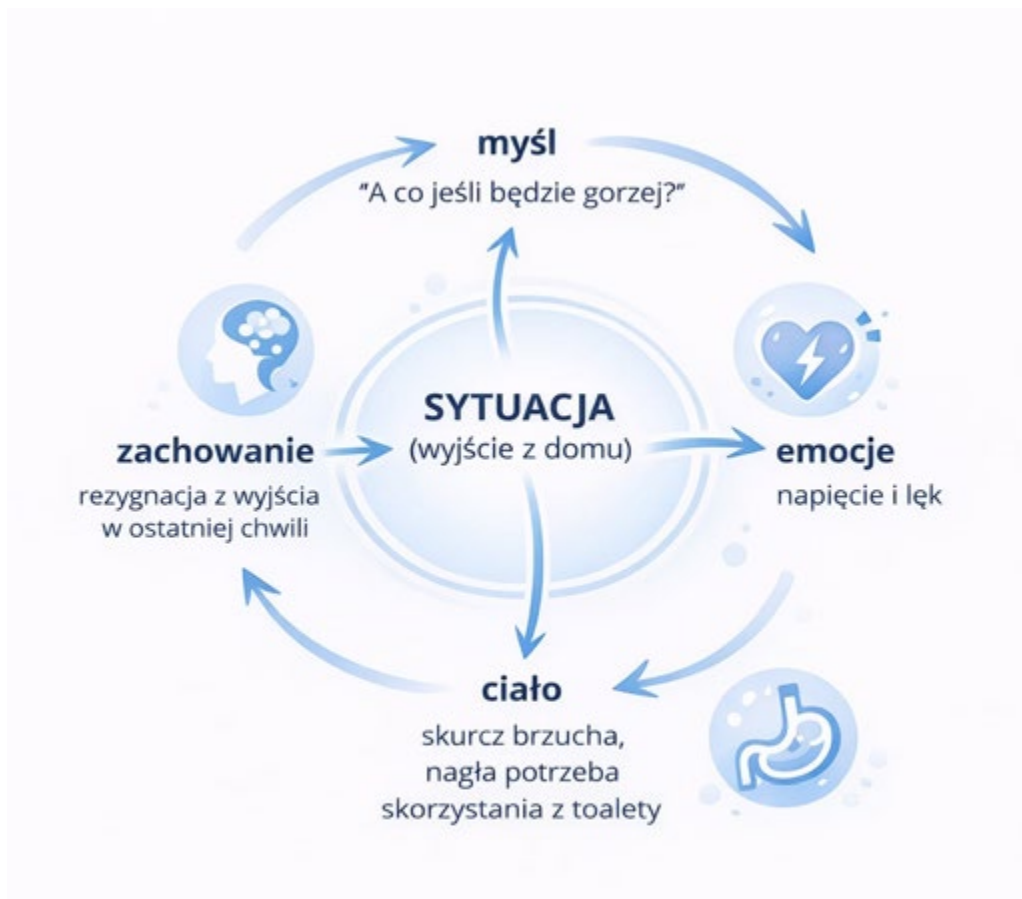 myśl
"A co jeśli będzie gorzej?"
SYTUACJA
(wyjście z domu)
zachowanie
rezygnacja z wyjścia
w ostatniej chwili
emocje
napięcie i lęk
ciało
skurcz brzucha,
nagła potrzeba
skorzystania z toalety